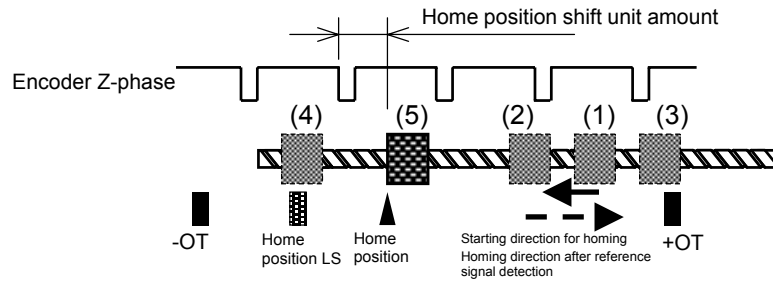 Home position shift unit amount
Encoder Z-phase
(4)
(5)
(2)
(1)
(3)
-OT
Home
position LS
Home
position
Starting direction for homing
Homing direction after reference
signal detection
+OT